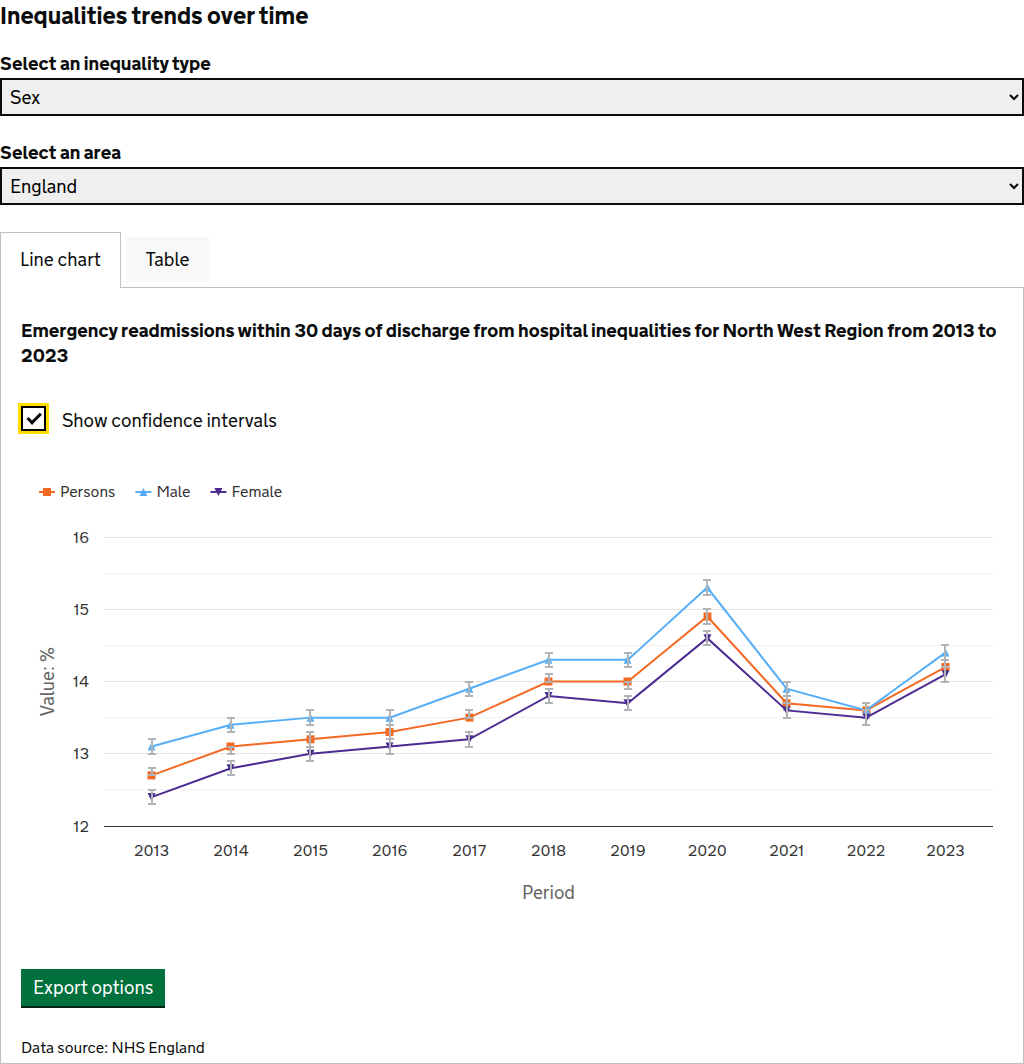 Inequalities trends over time
Select an inequality type
Sex
Select an area
England
Line chart
Table
Emergency readmissions within 30 days of discharge from hospital inequalities for North West Region from 2013 to
2023
Show confidence intervals
Persons Male Female
16
15
14
13
12
Value: %
2013 2014 2015 2016 2017 2018 2019 2020 2021 2022 2023
Period
Export options
Data source: NHS England